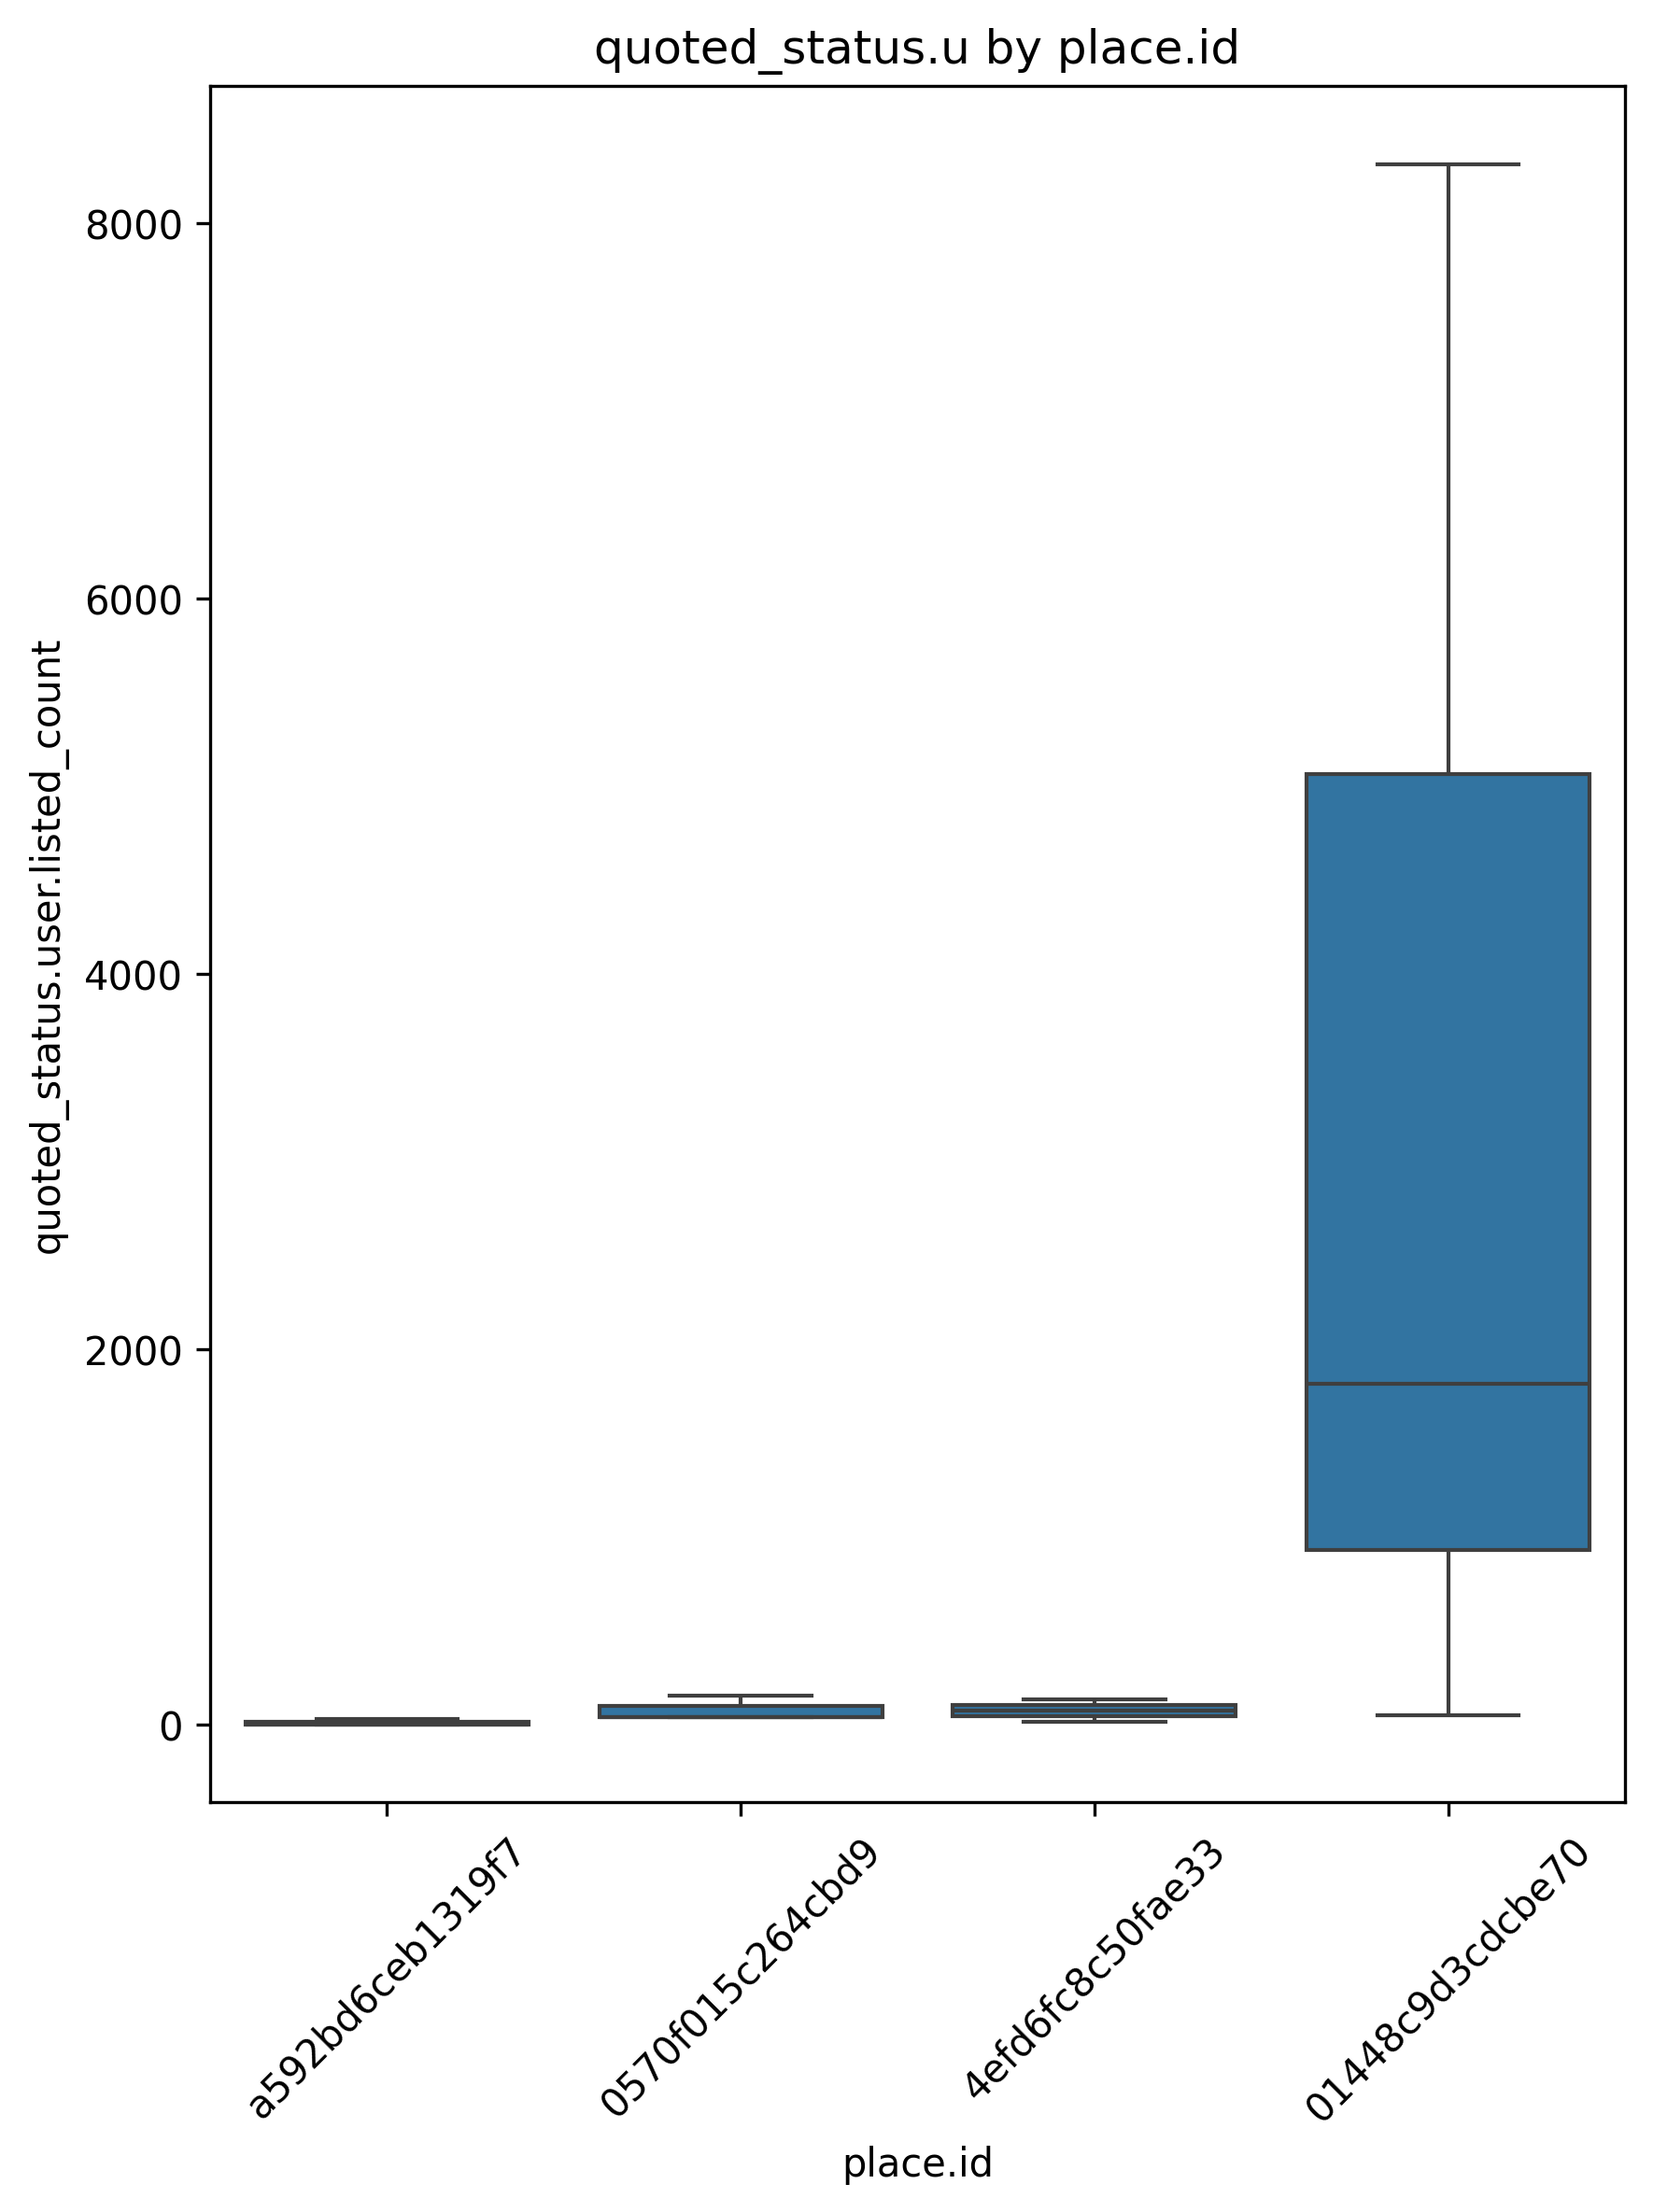 quoted_status.u by place.id
quoted_status.user.listed_count
8000
6000
4000
2000
0
a592bd6ceb1319f7
0570f015c264cbd9
4efd6fc8c50fae33
01448c9d3cdcbe70
place.id